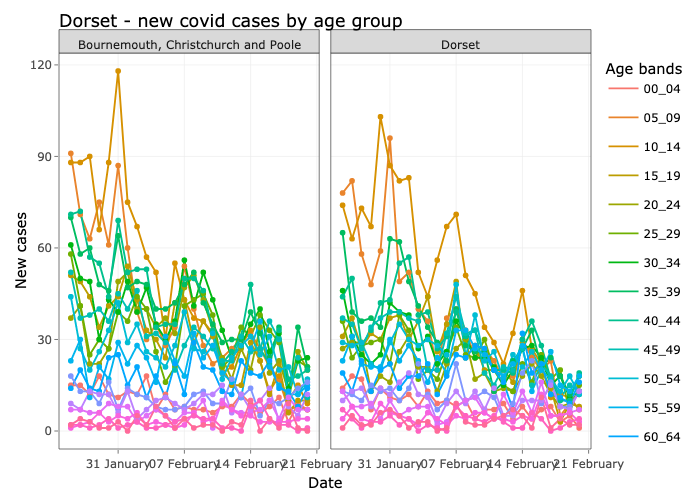 Dorset - new covid cases by age group
Bournemouth, Christchurch and Poole
Dorset
120
90
60
30
0
New cases
31 January
07 February
14 February
21 February
31 January
07 February
14 February
21 February
Date
Age bands
00_04
05_09
10_14
15_19
20_24
25_29
30_34
35_39
40_44
45_49
50_54
55_59
60_64